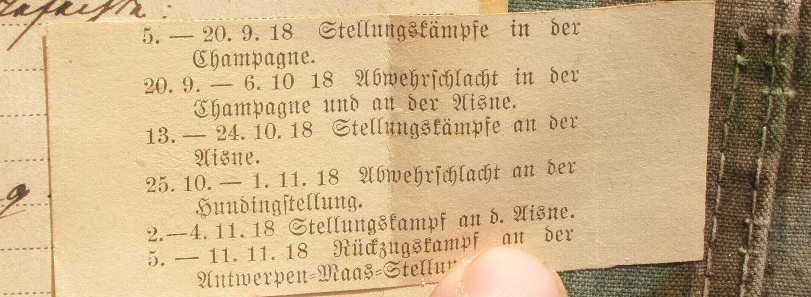 5. — 20. 9. 18 Stellungskämpfe in der
Champagne.
20. 9. — 6. 10 18 Abwehrschlacht in der
Champagne und an der Aisne.
13. — 24. 10. 18 Stellungskämpfe an der
Aisne.
25. 10. — 1. 11. 18 Abwehrschlacht an der
Hundingstellung.
2.—4. 11. 18 Stellungskampf an d. Aisne.
5. — 11. 11. 18 Rückzugskampf an der
Antwerpen-Maas-Stellun